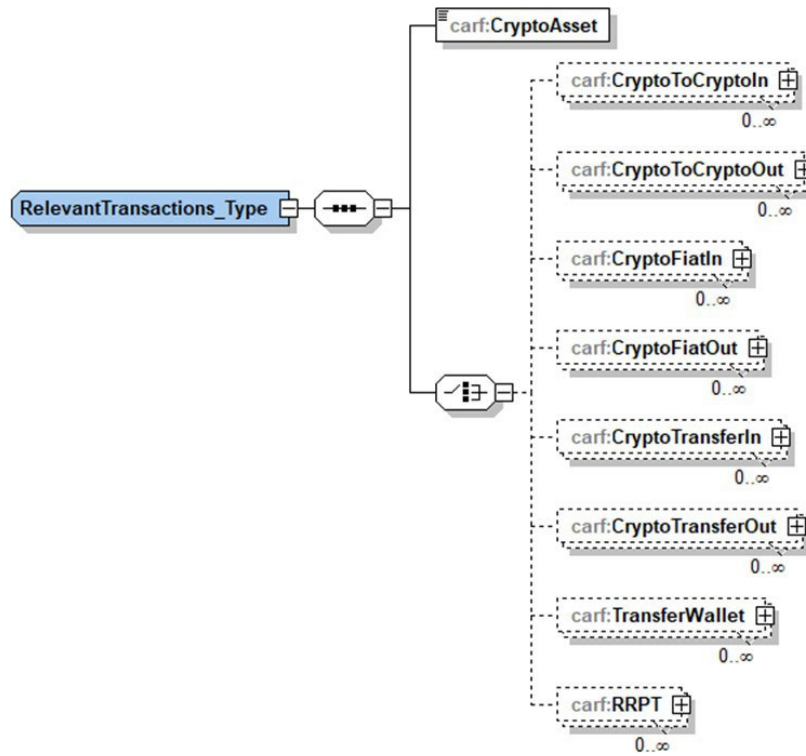 carf:CryptoAsset
carf:CryptoToCryptoIn
0..∞
carf:CryptoToCryptoOut
0..∞
RelevantTransactions_Type
carf:CryptoFiatIn
0..∞
carf:CryptoFiatOut
0..∞
carf:CryptoTransferIn
0..∞
carf:CryptoTransferOut
0..∞
carf:TransferWallet
0..∞
carf:RRPT
0..∞